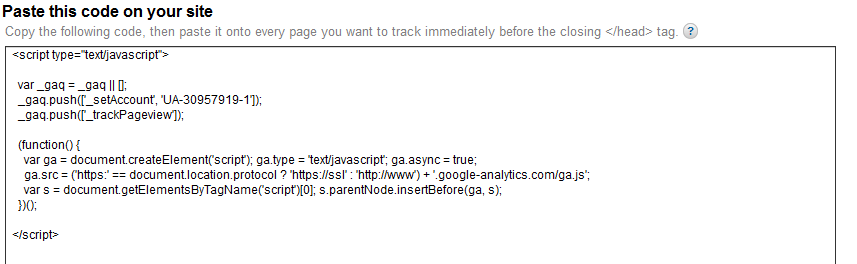 Paste this code on your site
Copy the following code, then paste it onto every page you want to track immediately before the closing </head> tag. ?
<script type="text/javascript">
var _gaq = _gaq || [];
_gaq.push(['_setAccount', 'UA-30957919-1']);
_gaq.push(['_trackPageview']);
(function() {
var ga = document.createElement('script'); ga.type = 'text/javascript'; ga.async = true;
ga.src = ('https:' == document.location.protocol ? 'https://ssl' : 'http://www') + '.google-analytics.com/ga.js';
var s = document.getElementsByTagName('script')[0]; s.parentNode.insertBefore(ga, s);
})();
</script>